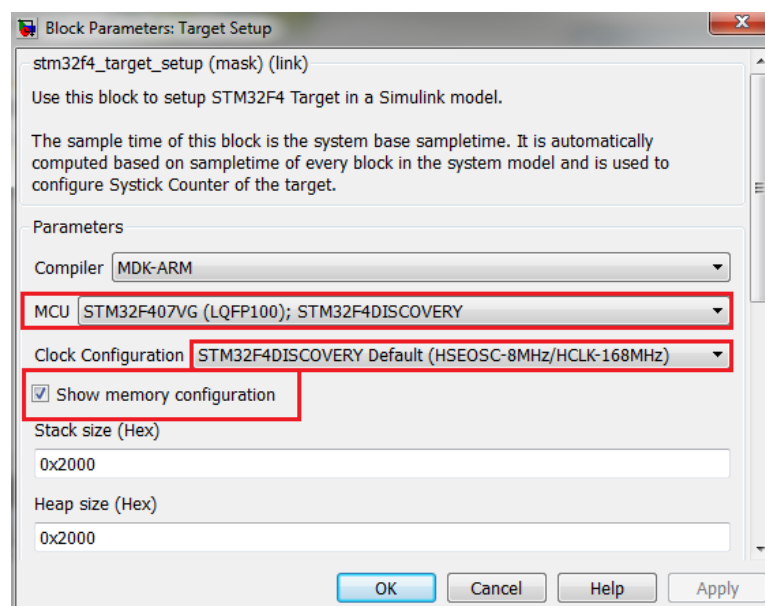 Block Parameters: Target Setup
stm32f4_target_setup (mask) (link)
Use this block to setup STM32F4 Target in a Simulink model.
The sample time of this block is the system base sampletime. It is automatically
computed based on sampletime of every block in the system model and is used to
configure Systick Counter of the target.
Parameters
Compiler MDK-ARM
MCU STM32F407VG (LQFP100); STM32F4DISCOVERY
Clock Configuration STM32F4DISCOVERY Default (HSEOSC-8MHz/HCLK-168MHz)
Show memory configuration
Stack size (Hex)
0x2000
Heap size (Hex)
0x2000
OK Cancel Help Apply